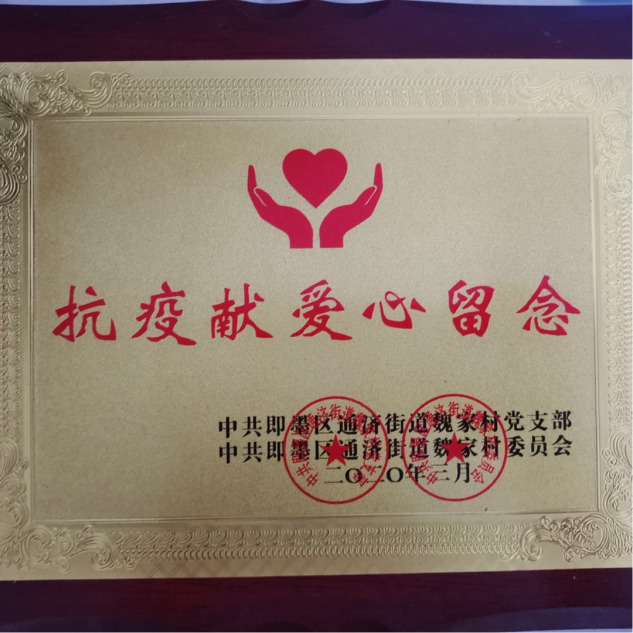 抗疫献爱心留念
中共即墨区通济街道魏家村党支部
中共即墨区通济街道魏家村委员会
二〇二〇年三月